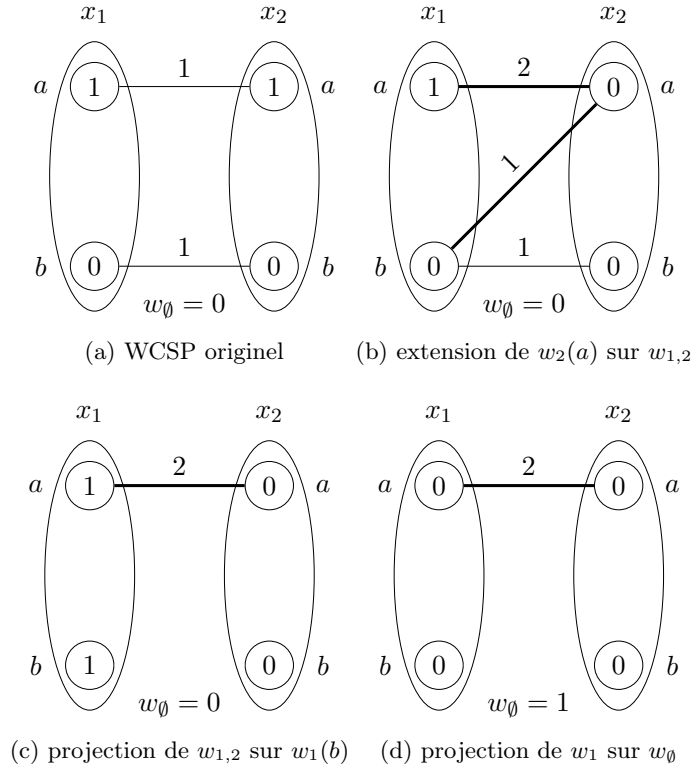 x₁ x₂ x₁ x₂
a 1 1 1 a a 1 2 0 a
1
b 0 1 0 b b 0 1 0 b
w∅ = 0 w∅ = 0
(a) WCSP originel (b) extension de w₂(a) sur w₁,₂
x₁ x₂ x₁ x₂
a 1 2 0 a a 0 2 0 a
b 1 0 b b 0 0 b
w∅ = 0 w∅ = 1
(c) projection de w₁,₂ sur w₁(b) (d) projection de w₁ sur w∅